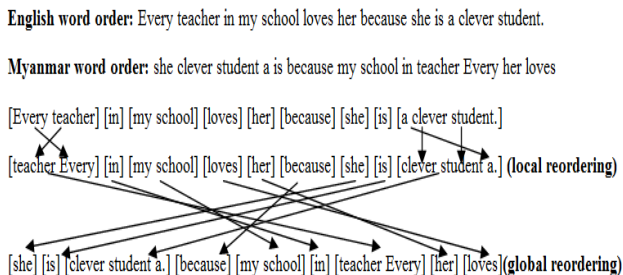 English word order: Every teacher in my school loves her because she is a clever student.
Myanmar word order: she clever student a is because my school in teacher Every her loves
[Every teacher] [in] [my school] [loves] [her] [because] [she] [is] [a clever student.]
[teacher Every] [in] [my school] [loves] [her] [because] [she] [is] [clever student a.] (local reordering)
[she] [is] [clever student a.] [because] [my school] [in] [teacher Every] [her] [loves](global reordering)